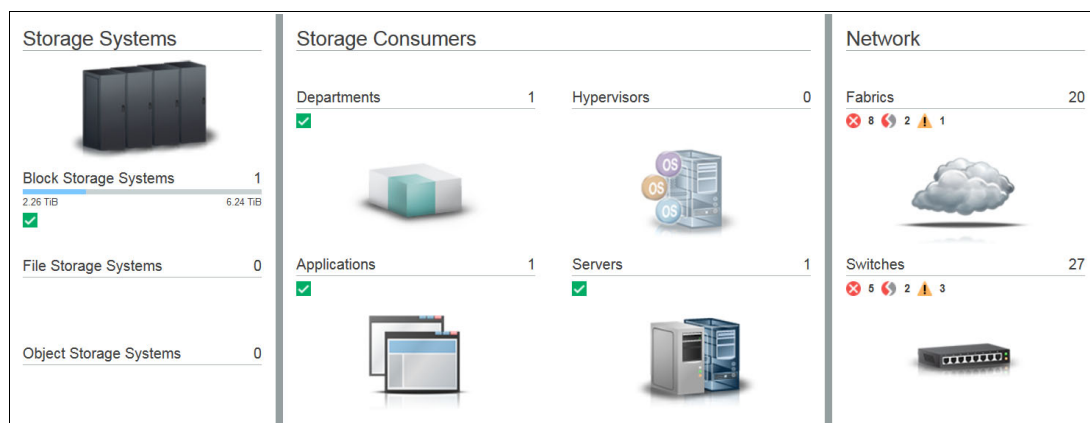 Storage Systems
Block Storage Systems 1
2.26 TiB 6.24 TiB
File Storage Systems 0
Object Storage Systems 0
Storage Consumers
Departments 1
Hypervisors 0
OS
OS
OS
Applications 1
Servers 1
Network
Fabrics 20
8 2 1
Switches 27
5 2 3